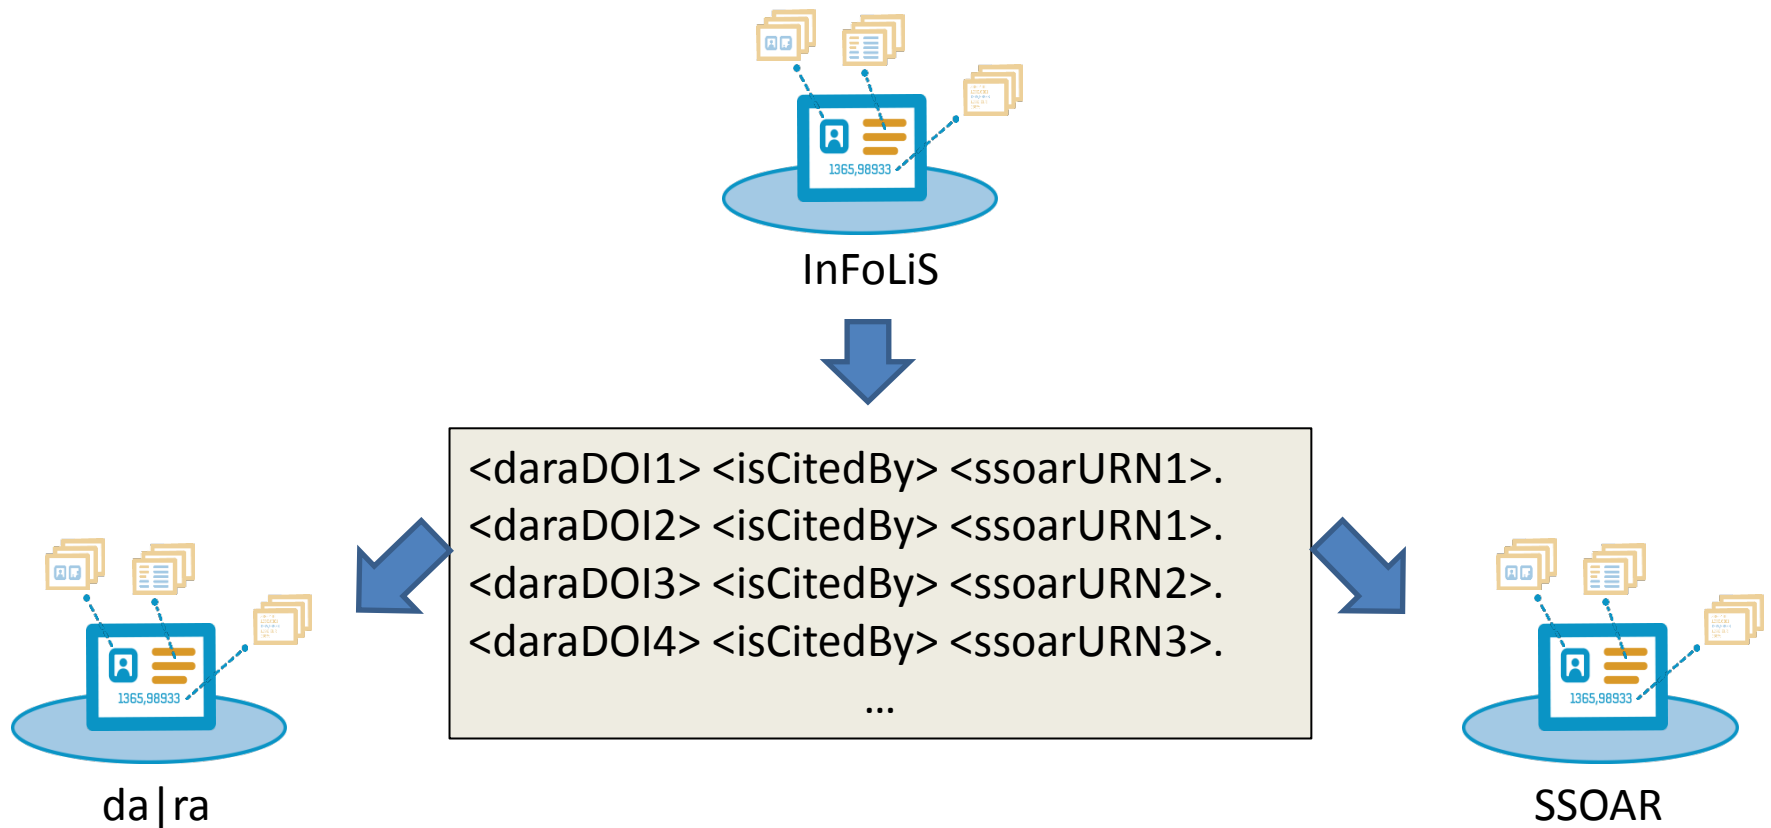 1365,98933
InFoLiS
<daraDOI1> <isCitedBy> <ssoarURN1>.
<daraDOI2> <isCitedBy> <ssoarURN1>.
<daraDOI3> <isCitedBy> <ssoarURN2>.
<daraDOI4> <isCitedBy> <ssoarURN3>.
...
1365,98933
da|ra
1365,98933
SSOAR